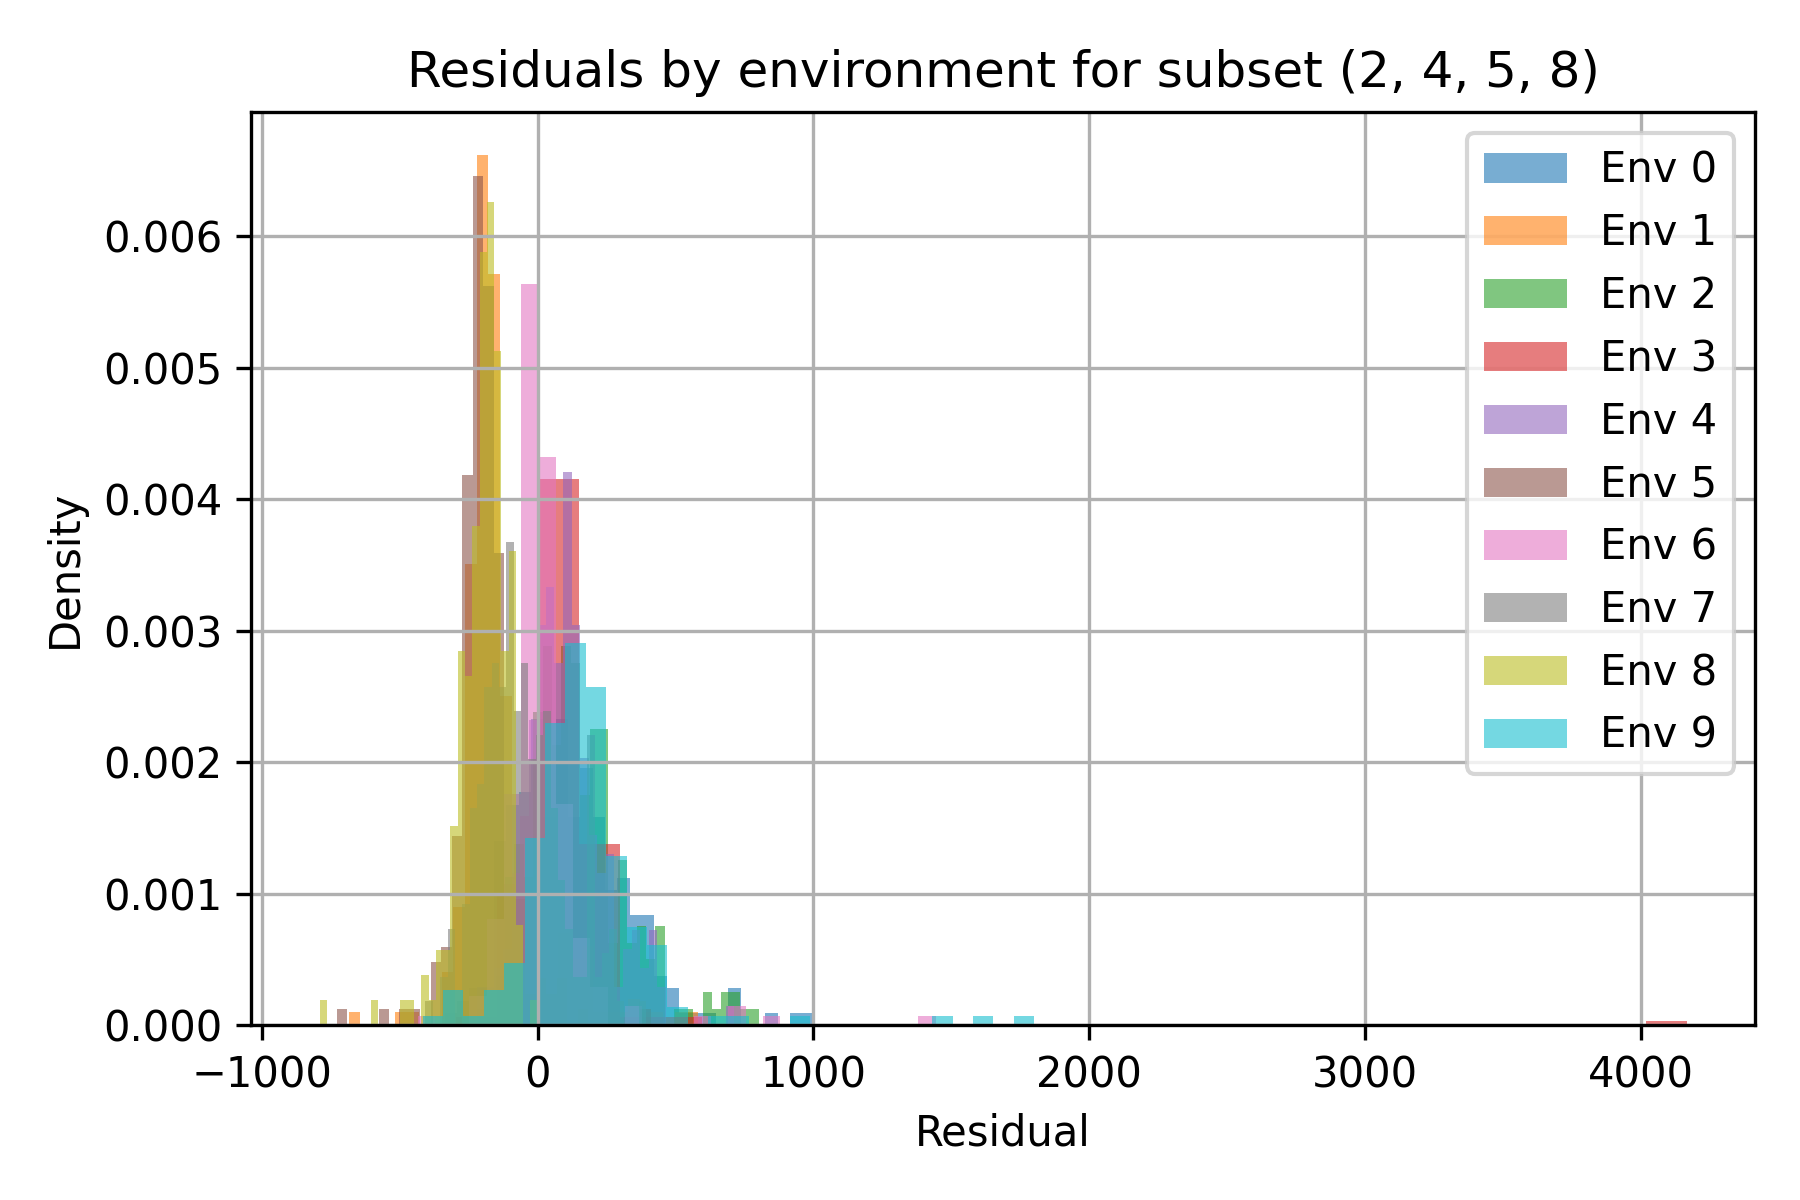 Residuals by environment for subset (2, 4, 5, 8)
Density
0.006
0.005
0.004
0.003
0.002
0.001
0.000
−1000
0
1000
2000
3000
4000
Residual
Env 0
Env 1
Env 2
Env 3
Env 4
Env 5
Env 6
Env 7
Env 8
Env 9